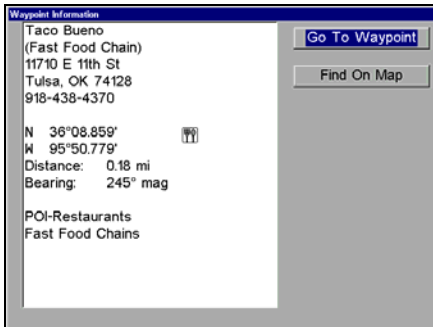 Waypoint Information
Taco Bueno
(Fast Food Chain)
11710 E 11th St
Tulsa, OK 74128
918-438-4370
N 36°08.859'
W 95°50.779'
Distance: 0.18 mi
Bearing: 245° mag
POI-Restaurants
Fast Food Chains
Go To Waypoint
Find On Map